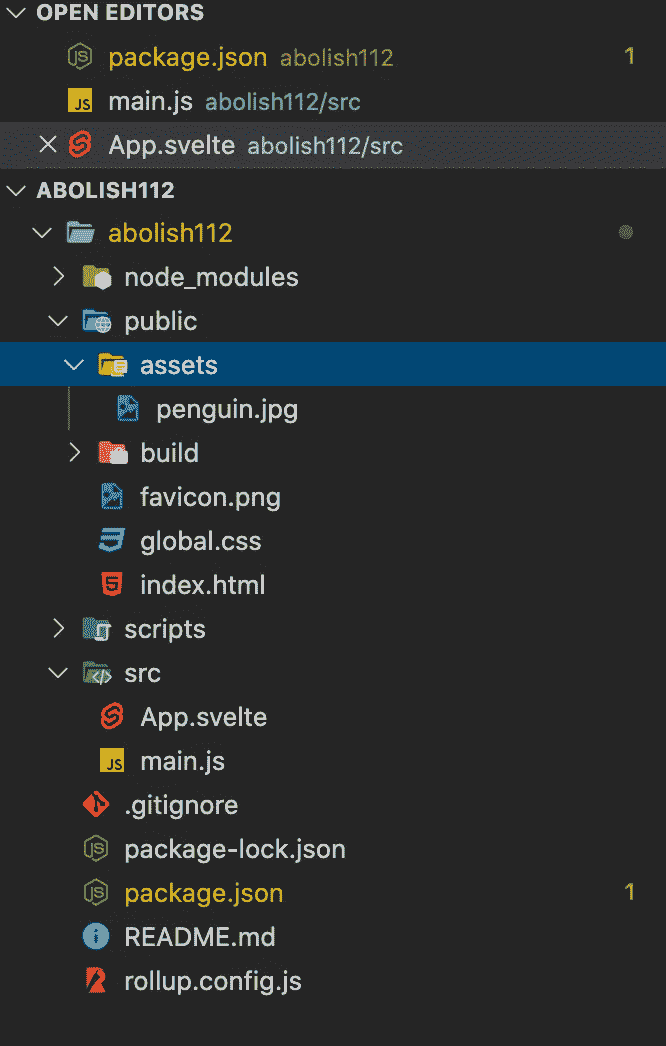 OPEN EDITORS
package.json abolish112 1
JS main.js abolish112/src
App.svelte abolish112/src
ABOLISH112
abolish112
node_modules
public
assets
penguin.jpg
build
favicon.png
global.css
index.html
scripts
src
App.svelte
JS main.js
.gitignore
package-lock.json
package.json 1
README.md
rollup.config.js